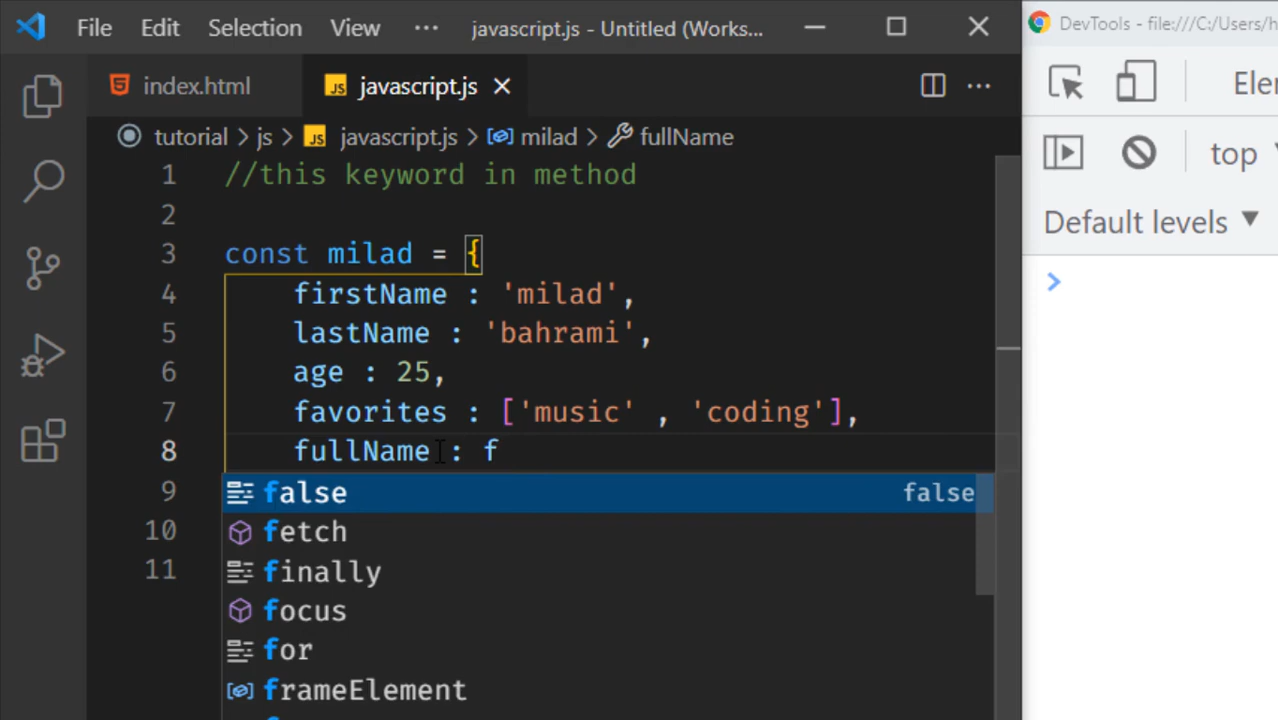 File Edit Selection View ··· javascript.js - Untitled (Works...
DevTools - file:///C:/Users/h
index.html JS javascript.js
Eler
tutorial > js > JS javascript.js > milad > fullName
top
Default levels
1 //this keyword in method
2
3 const milad = {
4 firstName : 'milad',
5 lastName : 'bahrami',
6 age : 25,
7 favorites : ['music' , 'coding'],
8 fullName : f
9 false false
10 fetch
11 finally
focus
for
frameElement